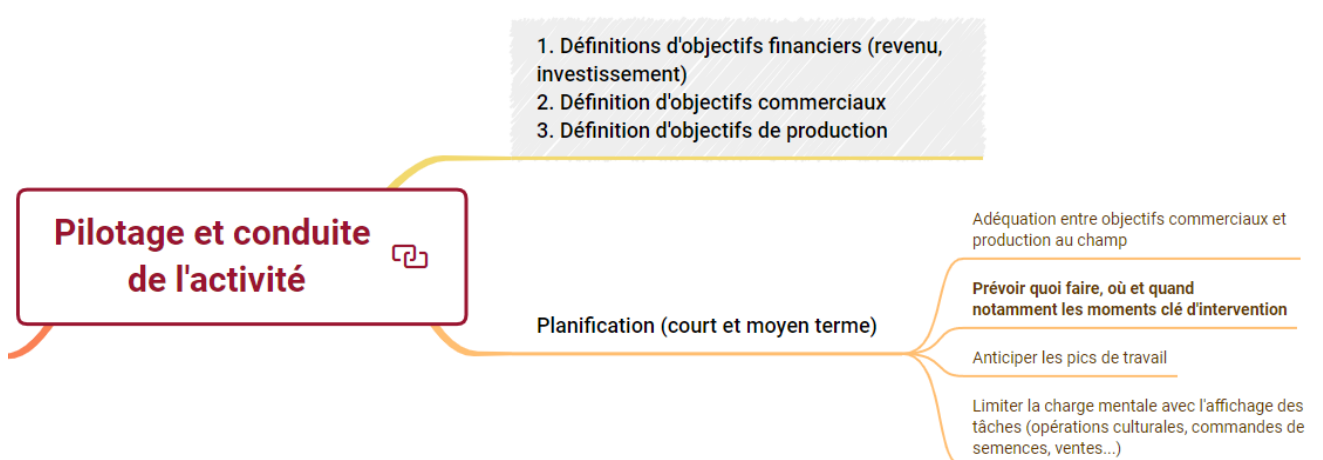 1. Définitions d'objectifs financiers (revenu,
investissement)
2. Définition d'objectifs commerciaux
3. Définition d'objectifs de production
Pilotage et conduite
de l'activité
Planification (court et moyen terme)
Adéquation entre objectifs commerciaux et
production au champ
Prévoir quoi faire, où et quand
notamment les moments clé d'intervention
Anticiper les pics de travail
Limiter la charge mentale avec l'affichage des
tâches (opérations culturales, commandes de
semences, ventes...)